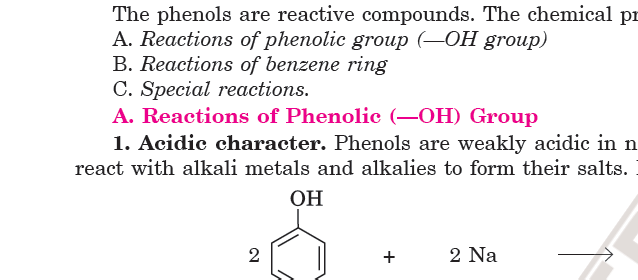 The phenols are reactive compounds. The chemical
A. Reactions of phenolic group (—OH group)
B. Reactions of benzene ring
C. Special reactions.
A. Reactions of Phenolic (—OH) Group
1. Acidic character. Phenols are weakly acidic in
react with alkali metals and alkalies to form their salts.
OH
2 + 2 Na ⟶